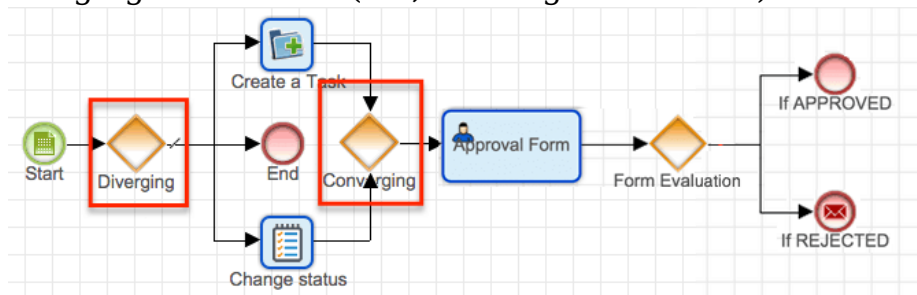 Create a Task
If APPROVED
Start
Diverging
End
Converging
Approval Form
Form Evaluation
If REJECTED
Change status